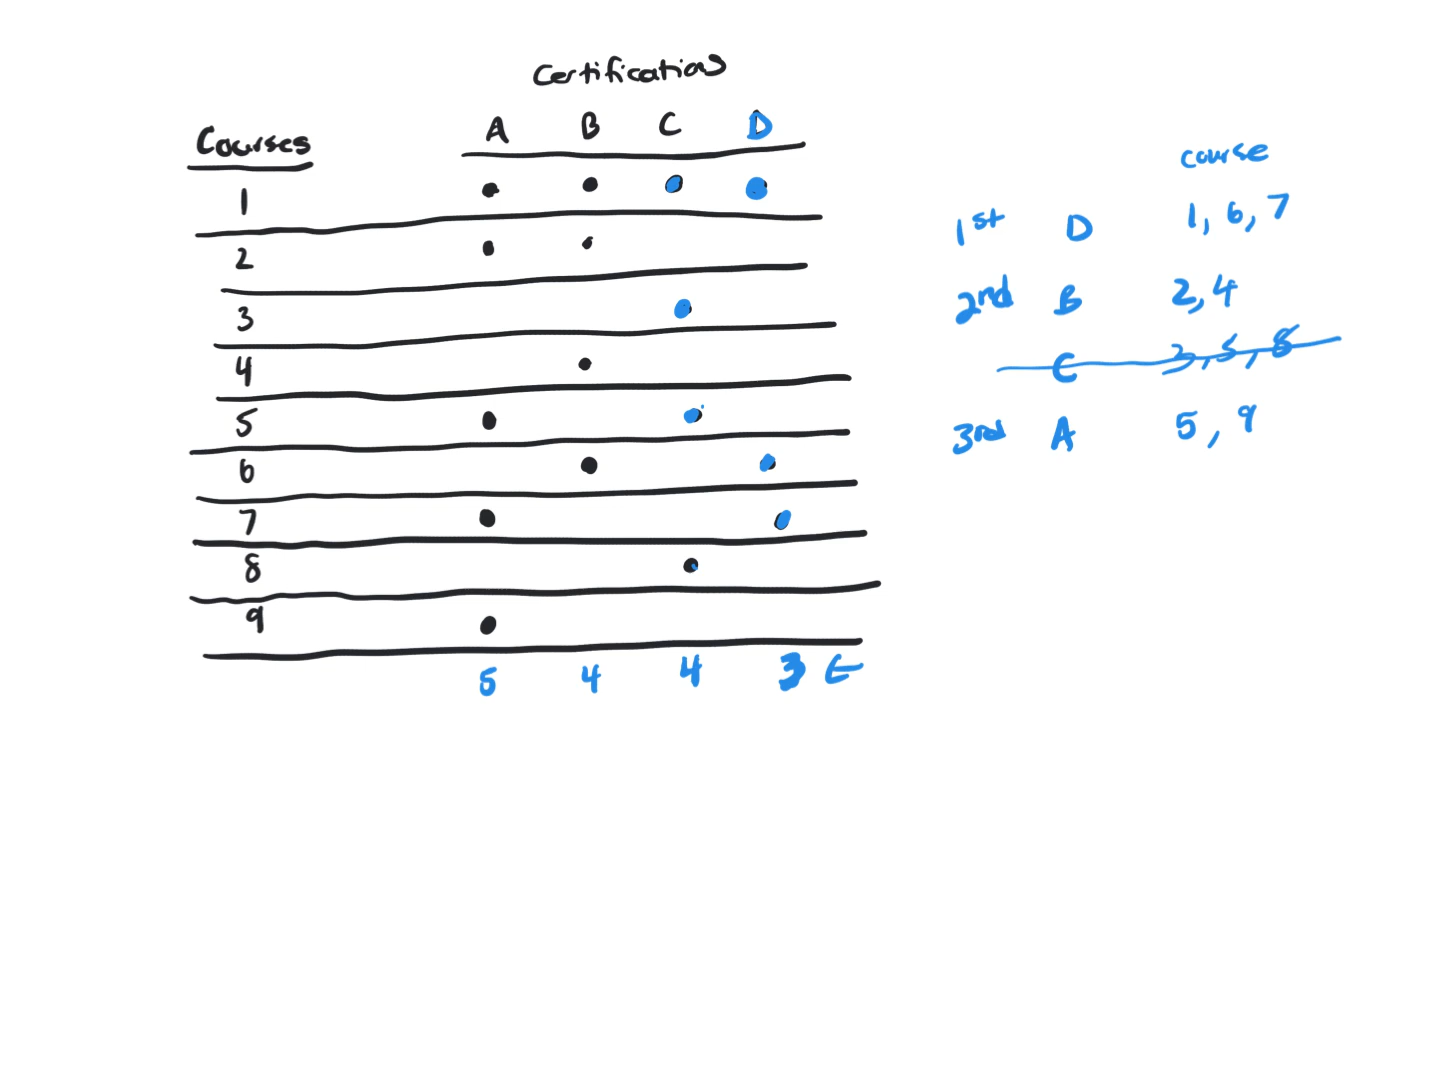 Certifications
Courses A B C D
1
2
3
4
5
6
7
8
9
5 4 4 3 ←
course
1st D 1, 6, 7
2nd B 2, 4
C 3, 5, 8
3rd A 5, 9